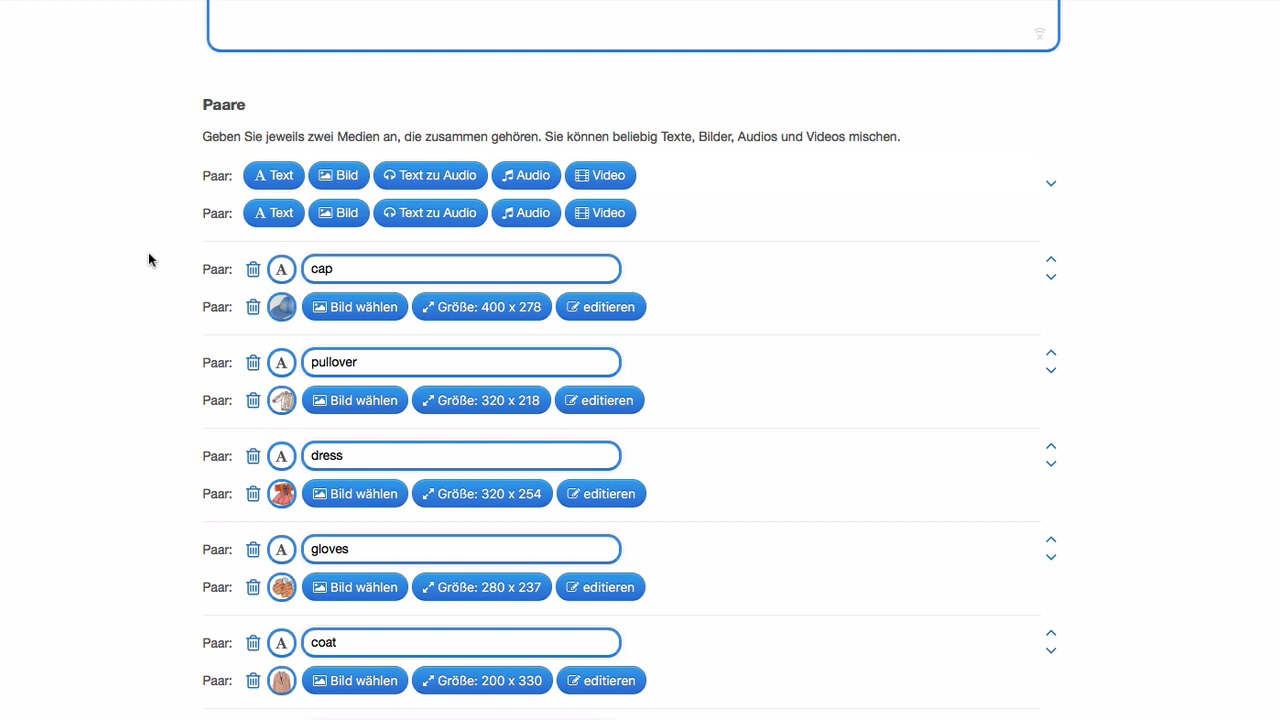 Paare
Geben Sie jeweils zwei Medien an, die zusammen gehören. Sie können beliebig Texte, Bilder, Audios und Videos mischen.
Paar: A Text Bild Text zu Audio Audio Video
Paar: A Text Bild Text zu Audio Audio Video
Paar: A cap
Paar: Bild wählen Größe: 400 x 278 editieren
Paar: A pullover
Paar: Bild wählen Größe: 320 x 218 editieren
Paar: A dress
Paar: Bild wählen Größe: 320 x 254 editieren
Paar: A gloves
Paar: Bild wählen Größe: 280 x 237 editieren
Paar: A coat
Paar: Bild wählen Größe: 200 x 330 editieren